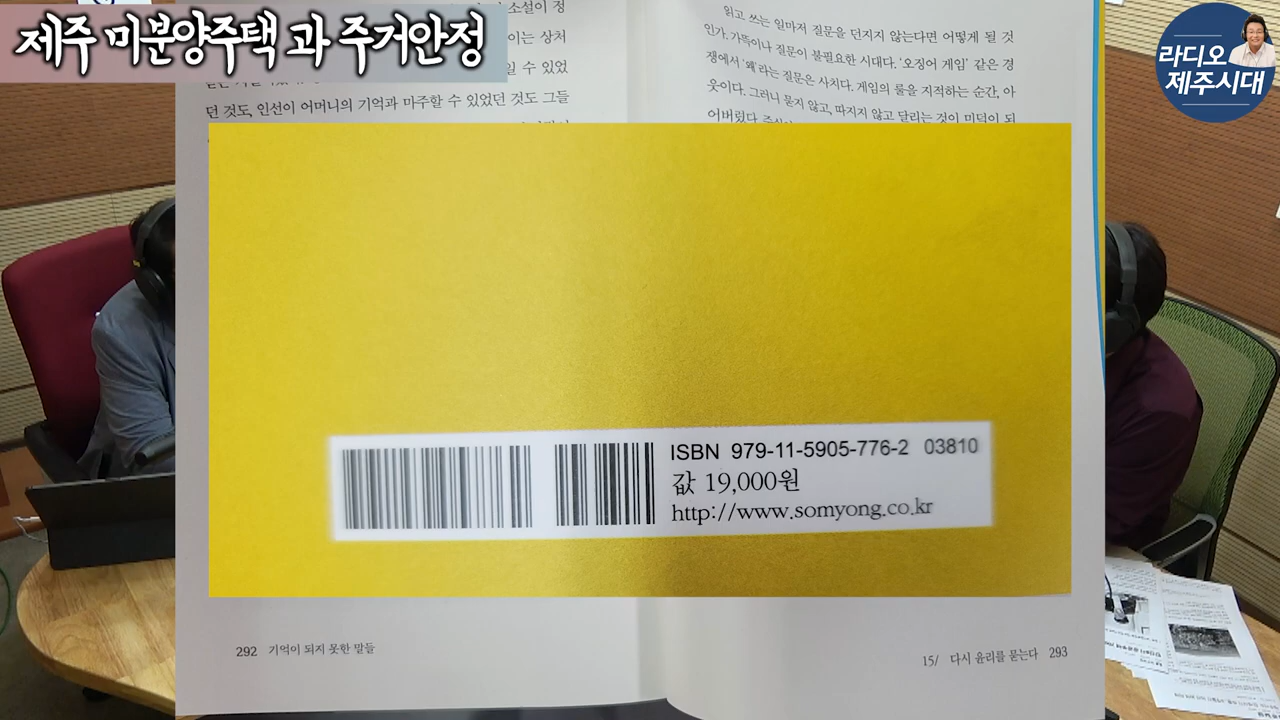 제주 미분양주택 과 주거안정
라디오
제주시대
소설이 정
이는 상처
알 수 있었
던 것도, 인선이 어머니의 기억과 마주할 수 있었던 것도 그들
읽고 쓰는 일마저 질문을 던지지 않는다면 어떻게 될 것
인가. 가뜩이나 질문이 불필요한 시대다. '오징어 게임' 같은 경
쟁에서 '왜'라는 질문은 사치다. 게임의 룰을 지적하는 순간, 아
웃이다. 그러니 묻지 않고, 따지지 않고 달리는 것이 미덕이 되
어버렸다.
ISBN 979-11-5905-776-2 03810
값 19,000원
http://www.somyong.co.kr
292 기억이 되지 못한 말들
15/ 다시 윤리를 묻는다 293